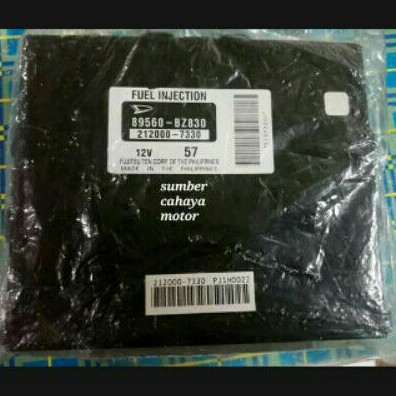 FUEL INJECTION
89560-BZ830
212000-7330
12V 57
FUJITSU TEN CORP. OF THE PHILIPPINES
MADE IN THE PHILIPPINES
sumber
cahaya
motor
212000-7330 PJ1H0022